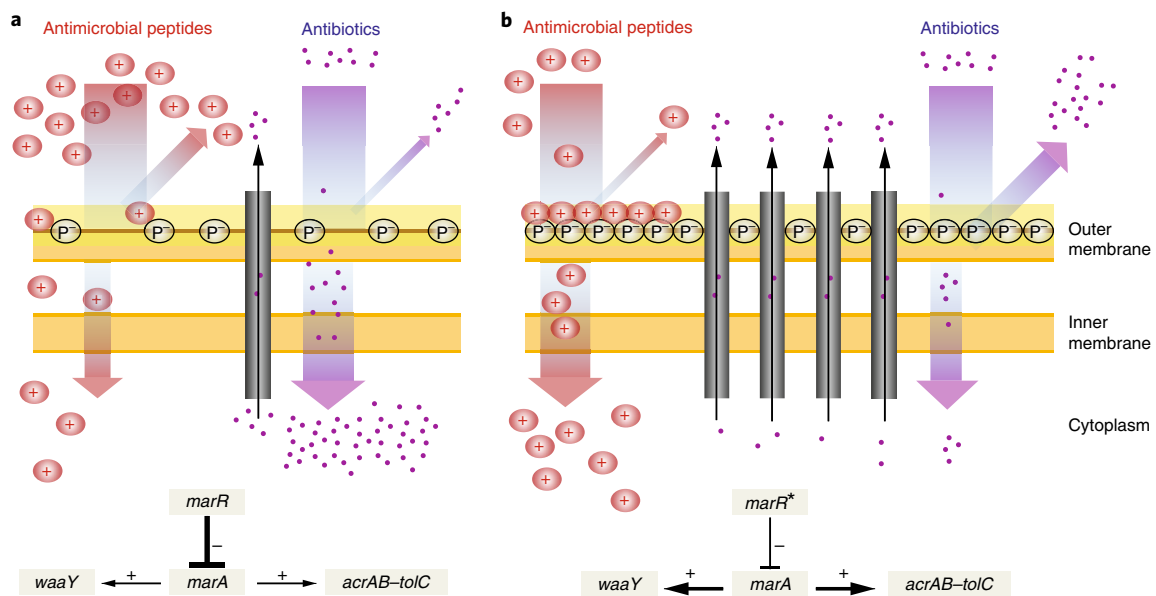 a
Antimicrobial peptides
Antibiotics
+ + + + + + + + + + +
+ +
P⁻ P⁻ P⁻ P⁻ P⁻ P⁻
+ +
+
+
+
marR
–
waaY + marA + acrAB–tolC
b
Antimicrobial peptides
Antibiotics
+ + + + + +
+ + + + + +
P⁻ P⁻ P⁻ P⁻ P⁻ P⁻ P⁻ P⁻ P⁻ P⁻ P⁻ P⁻ P⁻ P⁻
Outer
membrane
+
+
+
Inner
membrane
Cytoplasm
+ + + + + + +
marR*
–
waaY + marA + acrAB–tolC